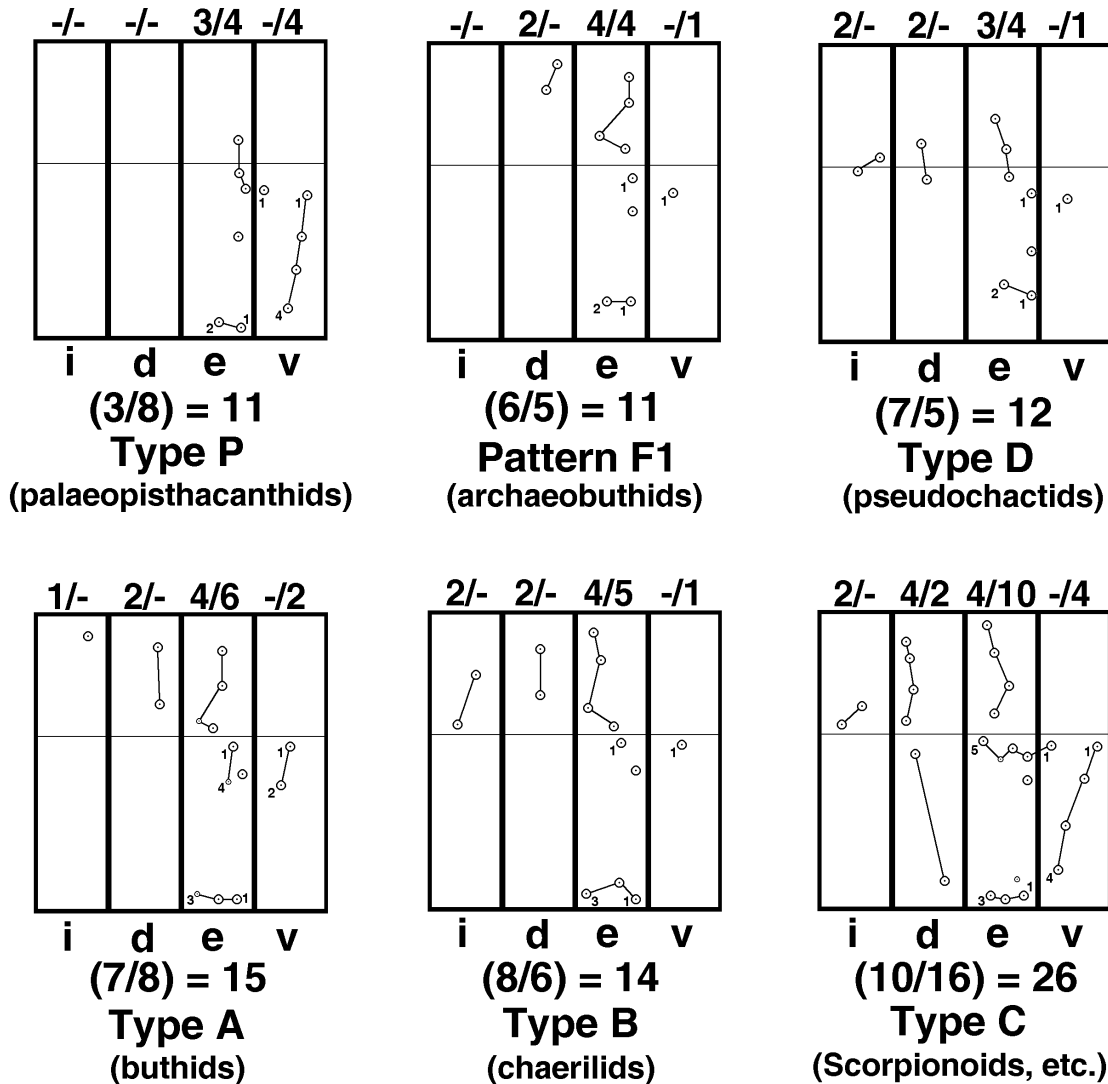 -/- -/- 3/4 -/4
1 1
4
2 1
i d e v
(3/8) = 11
Type P
(palaeopisthacanthids)
-/- 2/- 4/4 -/1
1 1
2 1
i d e v
(6/5) = 11
Pattern F1
(archaeobuthids)
2/- 2/- 3/4 -/1
1 1
2 1
i d e v
(7/5) = 12
Type D
(pseudochactids)
1/- 2/- 4/6 -/2
1 1
4 2
3 1
i d e v
(7/8) = 15
Type A
(buthids)
2/- 2/- 4/5 -/1
1 1
3 1
i d e v
(8/6) = 14
Type B
(chaerilids)
2/- 4/2 4/10 -/4
5 1 1
4
3 1
i d e v
(10/16) = 26
Type C
(Scorpionoids, etc.)